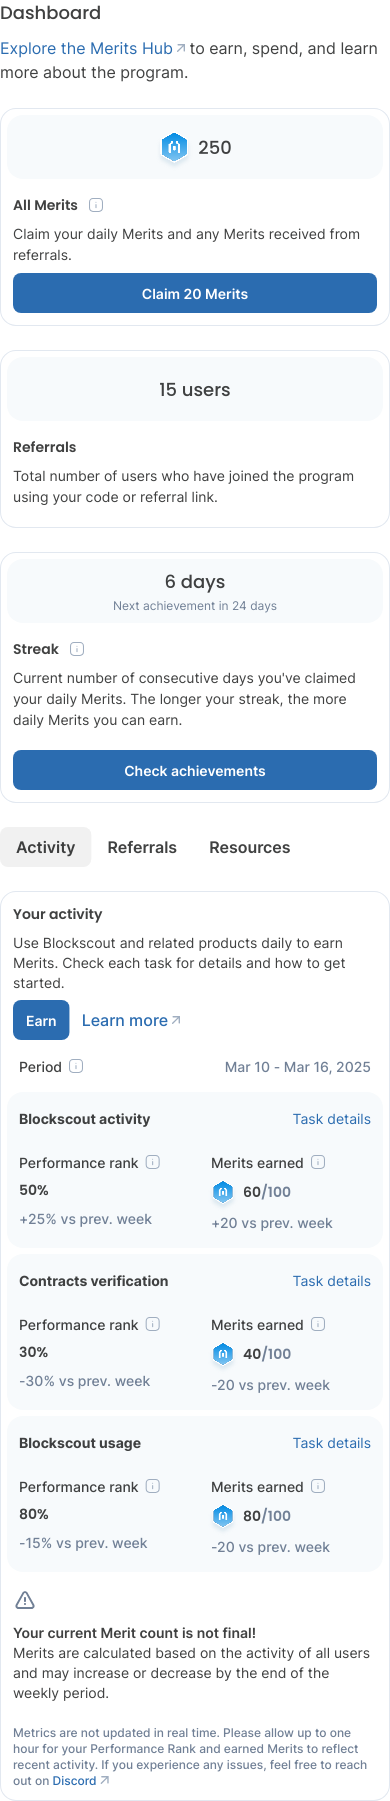 Dashboard
Explore the Merits Hub to earn, spend, and learn
more about the program.
250
All Merits
Claim your daily Merits and any Merits received from
referrals.
Claim 20 Merits
15 users
Referrals
Total number of users who have joined the program
using your code or referral link.
6 days
Next achievement in 24 days
Streak
Current number of consecutive days you've claimed
your daily Merits. The longer your streak, the more
daily Merits you can earn.
Check achievements
Activity Referrals Resources
Your activity
Use Blockscout and related products daily to earn
Merits. Check each task for details and how to get
started.
Earn Learn more
Period Mar 10 - Mar 16, 2025
Blockscout activity Task details
Performance rank Merits earned
50% 60/100
+25% vs prev. week +20 vs prev. week
Contracts verification Task details
Performance rank Merits earned
30% 40/100
-30% vs prev. week -20 vs prev. week
Blockscout usage Task details
Performance rank Merits earned
80% 80/100
-15% vs prev. week -20 vs prev. week
Your current Merit count is not final!
Merits are calculated based on the activity of all users
and may increase or decrease by the end of the
weekly period.
Metrics are not updated in real time. Please allow up to one
hour for your Performance Rank and earned Merits to reflect
recent activity. If you experience any issues, feel free to reach
out on Discord